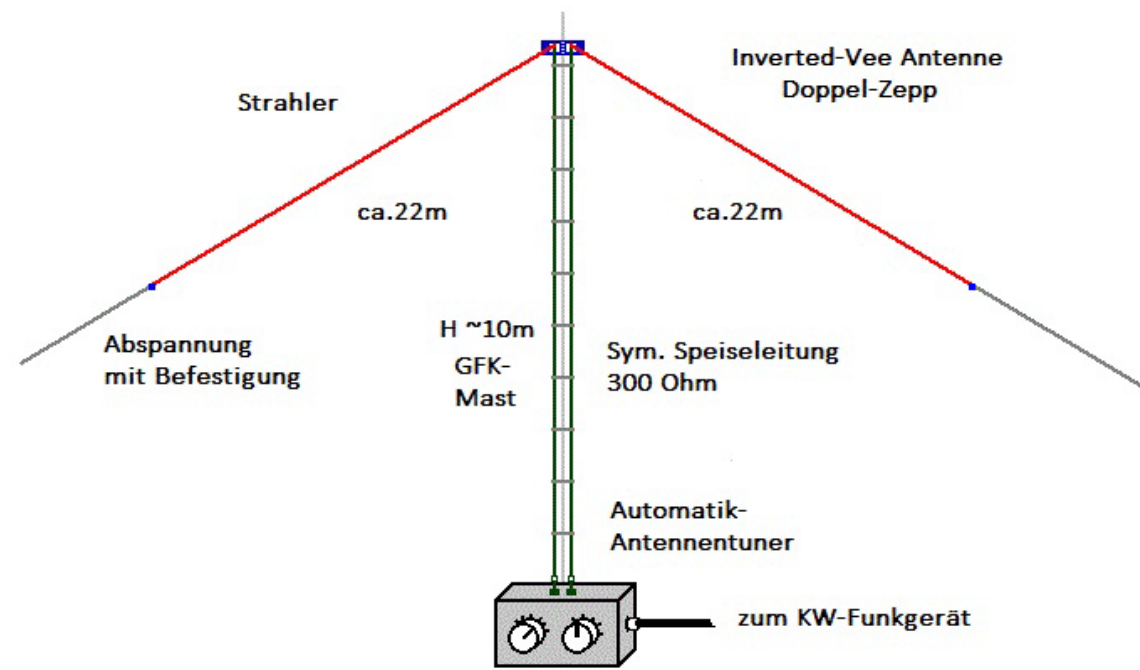 Inverted-Vee Antenne
Doppel-Zepp
Strahler
ca.22m
ca.22m
Abspannung
mit Befestigung
H ~10m
GFK-
Mast
Sym. Speiseleitung
300 Ohm
Automatik-
Antennentuner
zum KW-Funkgerät